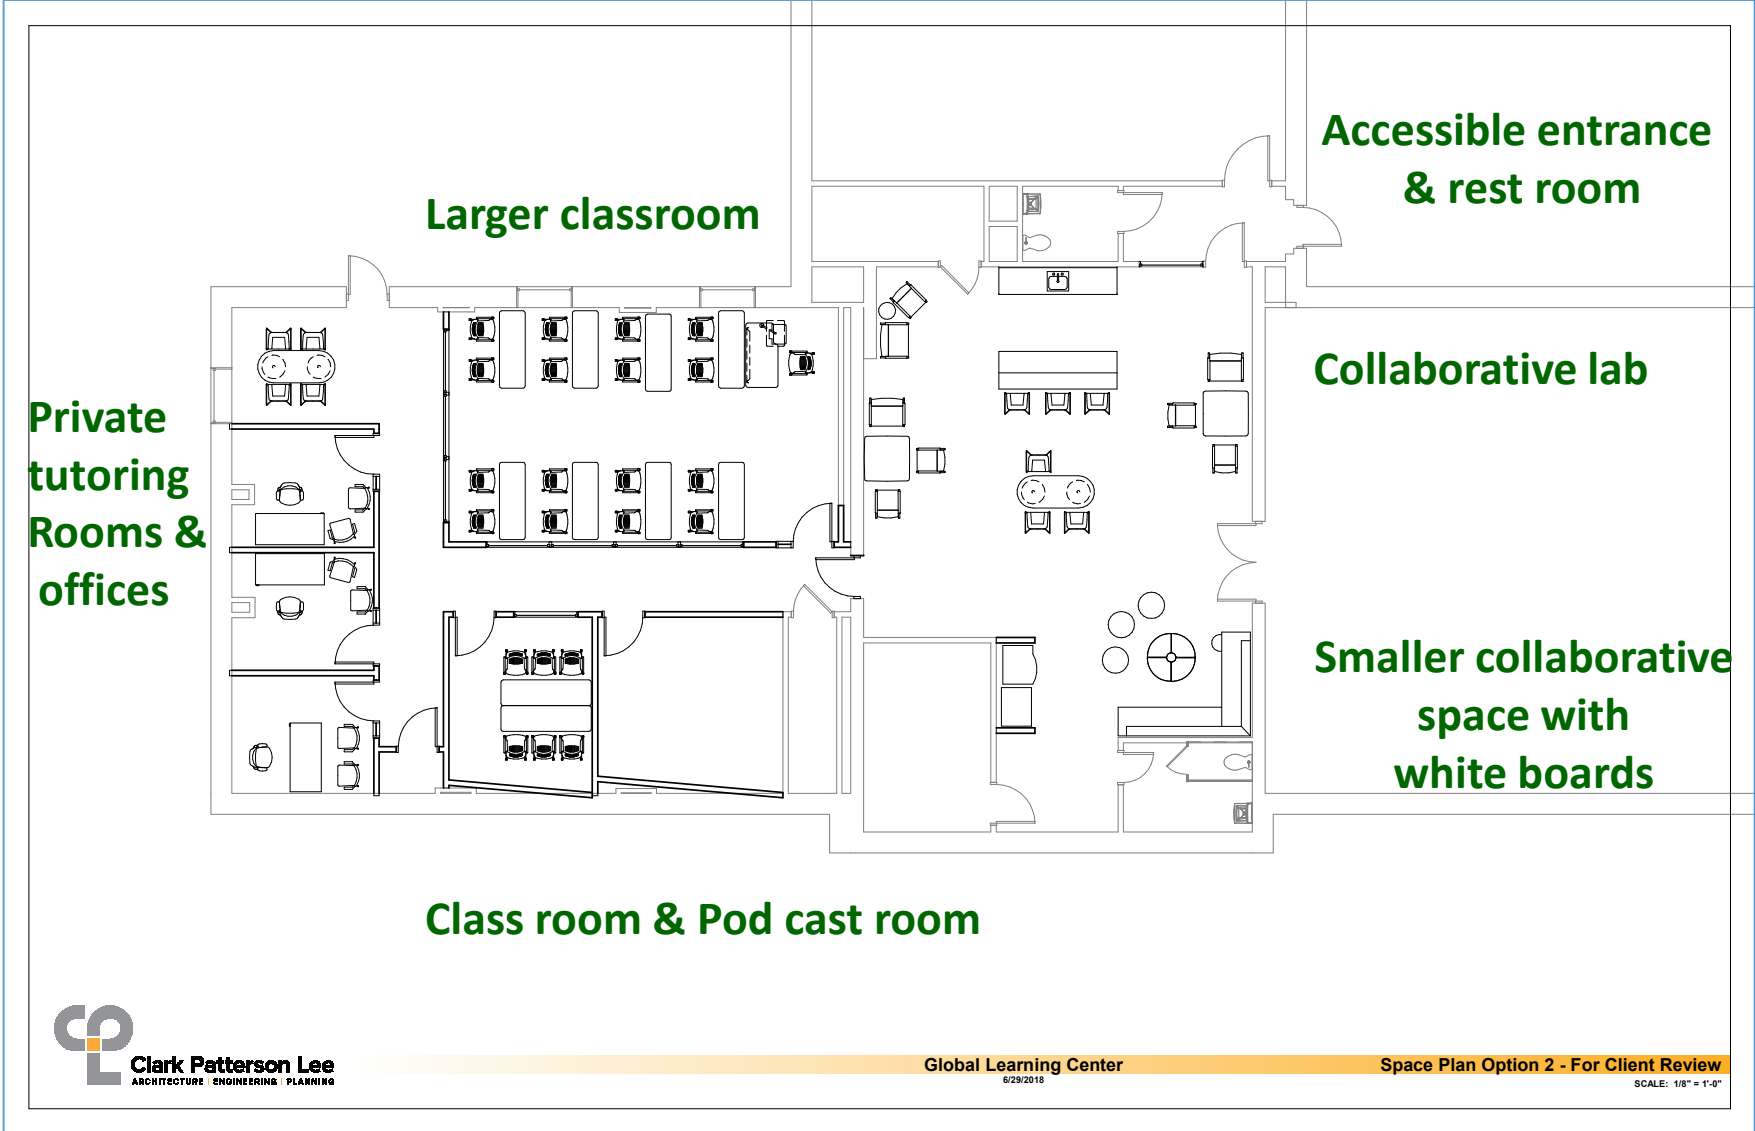 Accessible entrance
& rest room
Larger classroom
Collaborative lab
Private
tutoring
Rooms &
offices
Smaller collaborative
space with
white boards
Class room & Pod cast room
Clark Patterson Lee
ARCHITECTURE | ENGINEERING | PLANNING
Global Learning Center
6/29/2018
Space Plan Option 2 - For Client Review
SCALE: 1/8" = 1'-0"